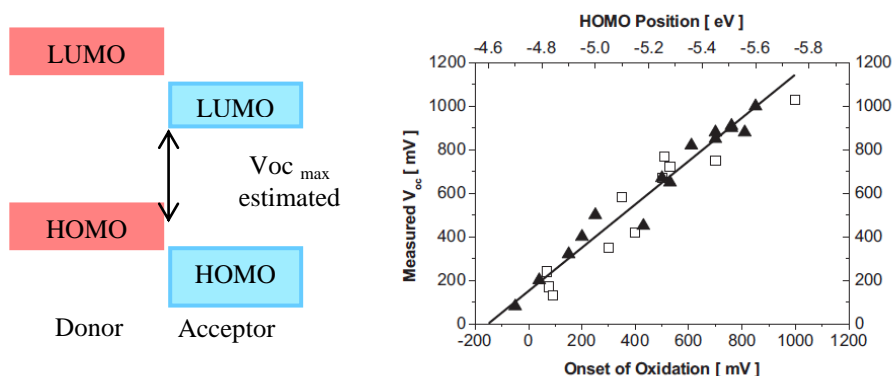 LUMO
LUMO
Voc max
estimated
HOMO
HOMO
Donor Acceptor
HOMO Position [ eV ]
-4.6 -4.8 -5.0 -5.2 -5.4 -5.6 -5.8
1200 1200
1000 1000
800 800
600 600
400 400
200 200
0 0
Measured Voc [ mV ]
-200 0 200 400 600 800 1000 1200
Onset of Oxidation [ mV ]